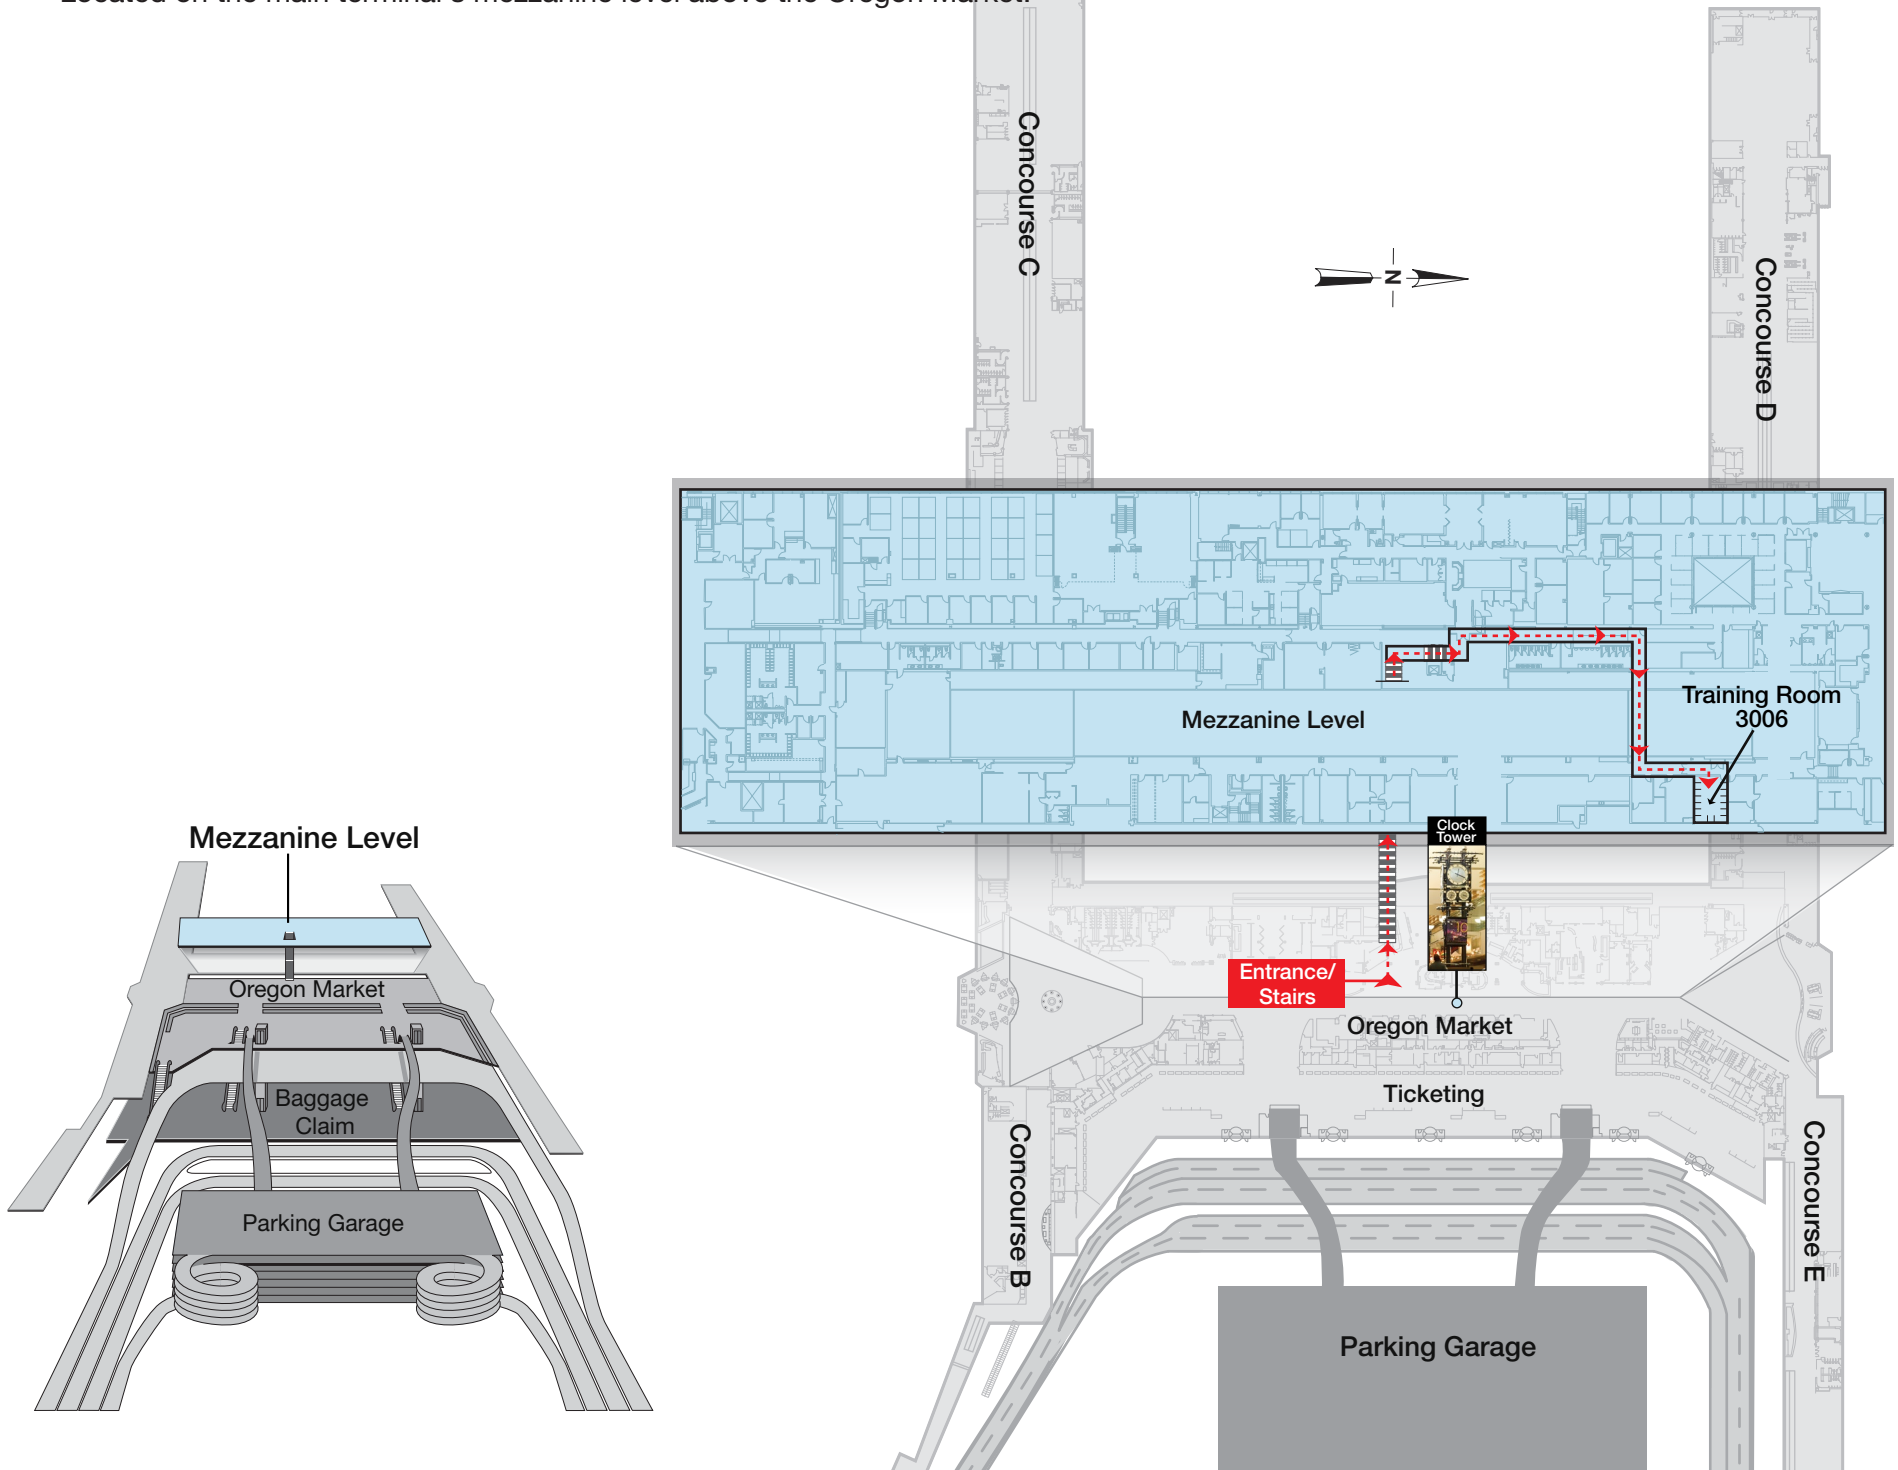 Located on the main terminal's mezzanine level above the Oregon Market.
Concourse C
Concourse D
N
Training Room
3006
Mezzanine Level
Clock
Tower
Entrance/
Stairs
Oregon Market
Ticketing
Concourse B
Concourse E
Parking Garage
Mezzanine Level
Oregon Market
Baggage
Claim
Parking Garage